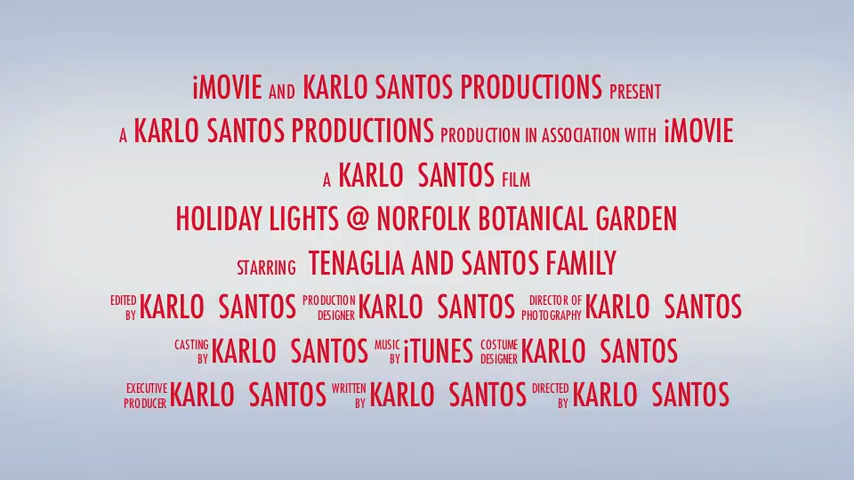 iMOVIE AND KARLO SANTOS PRODUCTIONS PRESENT
A KARLO SANTOS PRODUCTIONS PRODUCTION IN ASSOCIATION WITH iMOVIE
A KARLO SANTOS FILM
HOLIDAY LIGHTS @ NORFOLK BOTANICAL GARDEN
STARRING TENAGLIA AND SANTOS FAMILY
EDITED BY KARLO SANTOS PRODUCTION DESIGNER KARLO SANTOS DIRECTOR OF PHOTOGRAPHY KARLO SANTOS
CASTING BY KARLO SANTOS MUSIC BY iTUNES COSTUME DESIGNER KARLO SANTOS
EXECUTIVE PRODUCER KARLO SANTOS WRITTEN BY KARLO SANTOS DIRECTED BY KARLO SANTOS